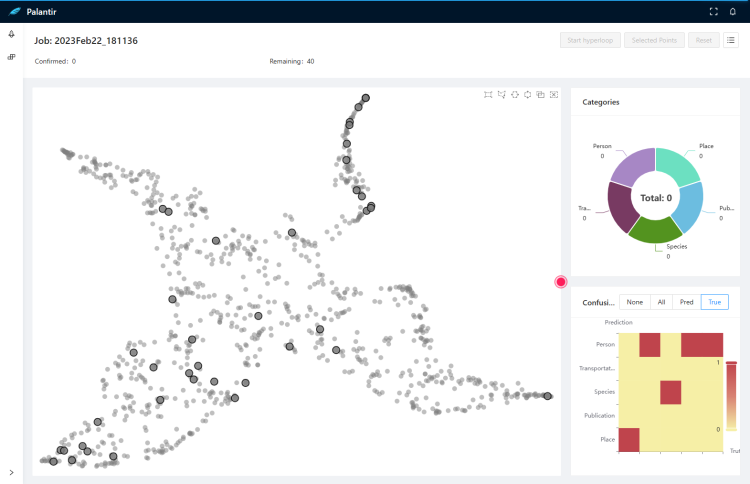 Palantir
Job: 2023Feb22_181136
Start hyperloop
Selected Points
Reset
Confirmed: 0
Remaining: 40
Categories
Person
0
Place
0
Tra...
0
Pub...
0
Total: 0
Species
0
Confusi...
None
All
Pred
True
Prediction
Person
Transportat...
Species
Publication
Place
1
0
Trut